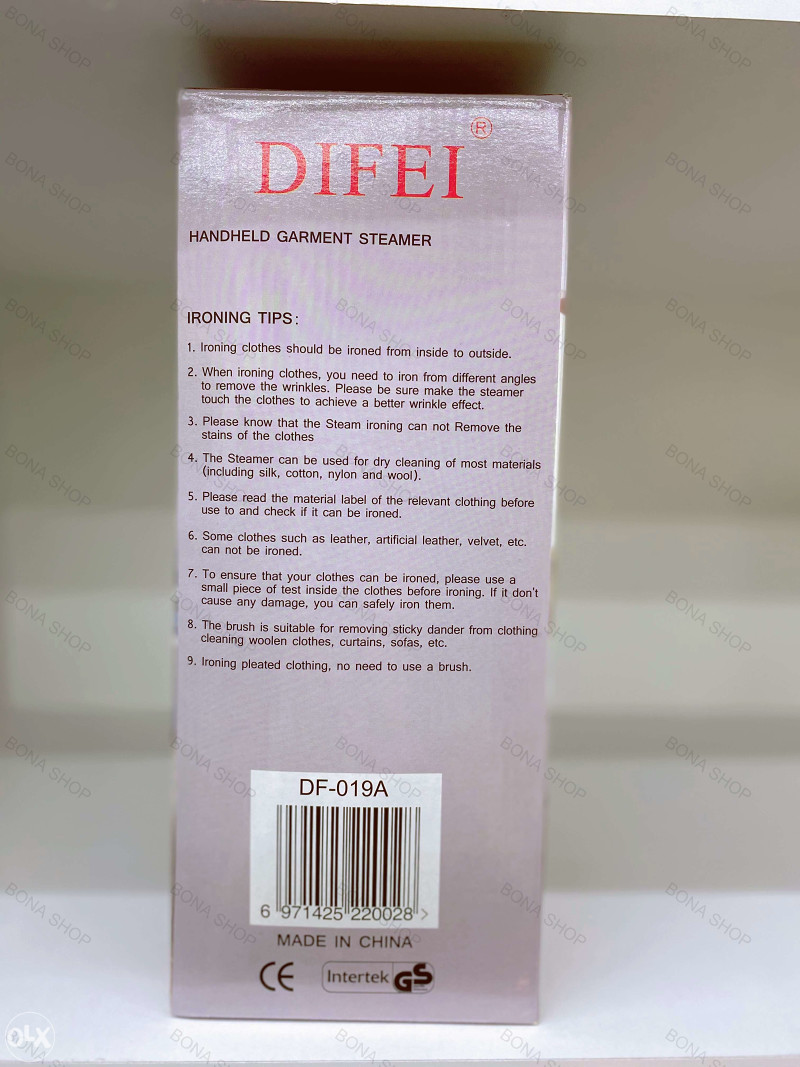 DIFEI®
HANDHELD GARMENT STEAMER
IRONING TIPS:
1. Ironing clothes should be ironed from inside to outside.
2. When ironing clothes, you need to iron from different angles
to remove the wrinkles. Please be sure make the steamer
touch the clothes to achieve a better wrinkle effect.
3. Please know that the Steam ironing can not Remove the
stains of the clothes
4. The Steamer can be used for dry cleaning of most materials
(including silk, cotton, nylon and wool).
5. Please read the material label of the relevant clothing before
use to and check if it can be ironed.
6. Some clothes such as leather, artificial leather, velvet, etc.
can not be ironed.
7. To ensure that your clothes can be ironed, please use a
small piece of test inside the clothes before ironing. If it don't
cause any damage, you can safely iron them.
8. The brush is suitable for removing sticky dander from clothing
cleaning woolen clothes, curtains, sofas, etc.
9. Ironing pleated clothing, no need to use a brush.
DF-019A
6 971425 220028 >
MADE IN CHINA
CE Intertek GS
OLX
BONA SHOP